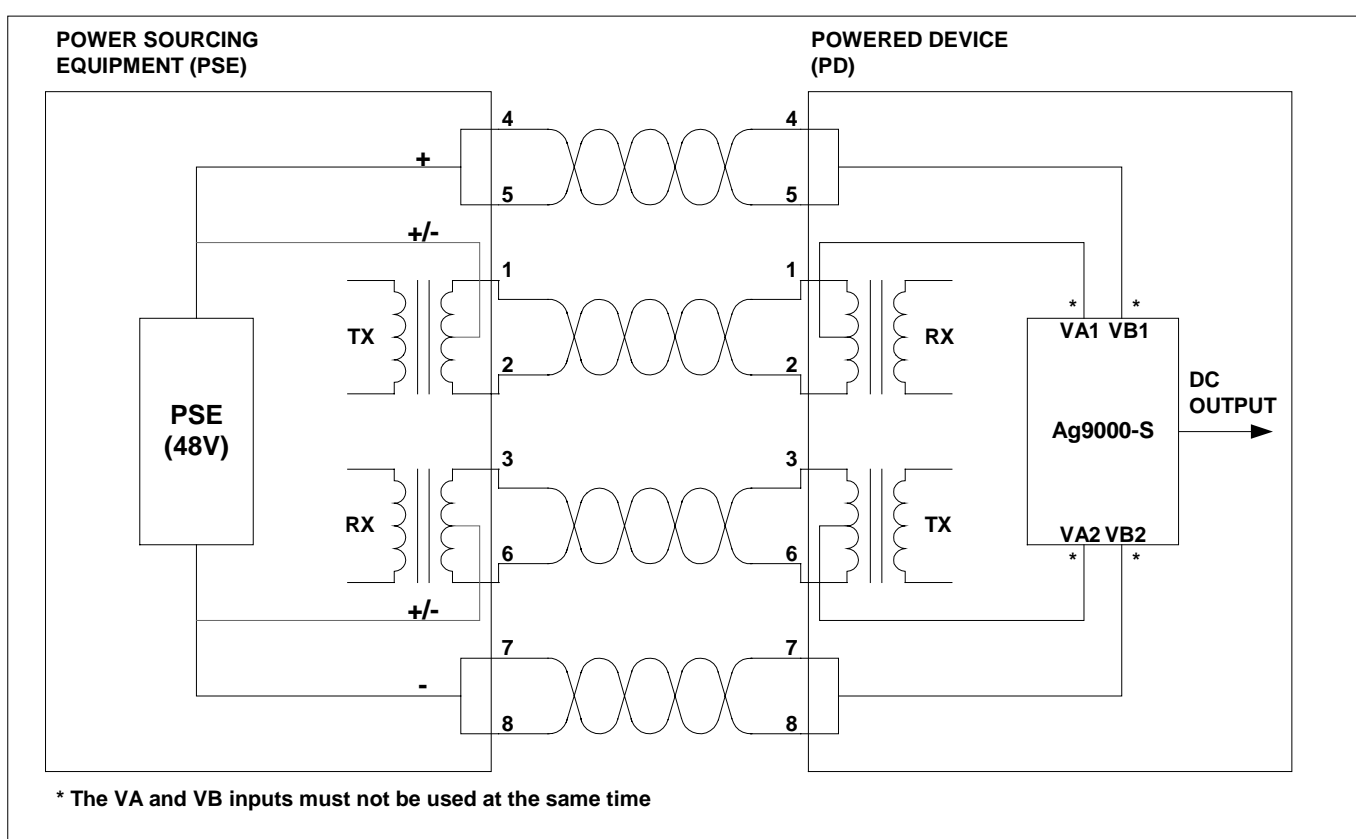 POWER SOURCING
EQUIPMENT (PSE)
POWERED DEVICE
(PD)
4
4
+
5
5
+/-
1
1
* *
TX
RX
VA1 VB1
2
2
DC
OUTPUT
PSE
(48V)
Ag9000-S
3
3
RX
TX
6
6
VA2 VB2
* *
+/-
7
7
-
8
8
* The VA and VB inputs must not be used at the same time